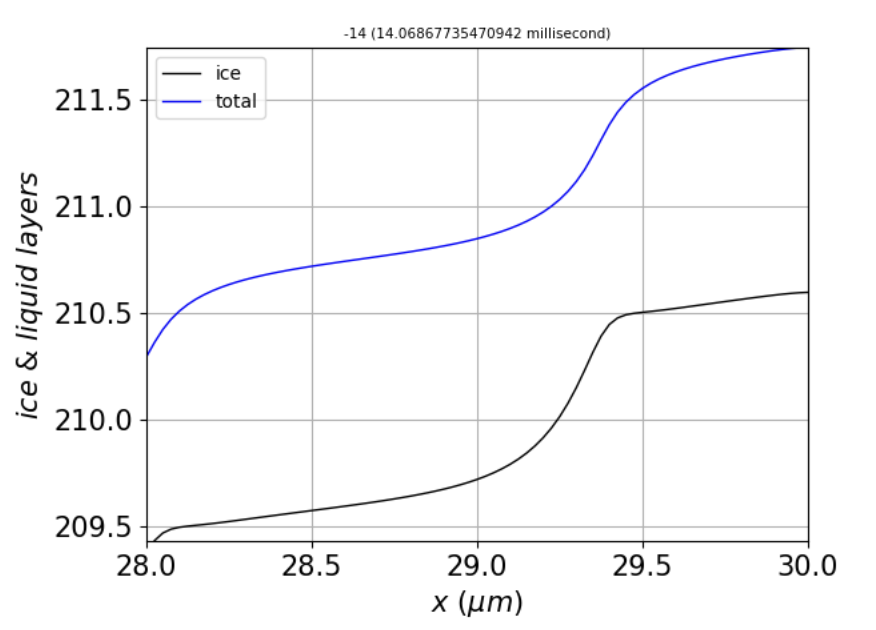 -14 (14.06867735470942 millisecond)
ice
total
ice & liquid layers
211.5
211.0
210.5
210.0
209.5
28.0 28.5 29.0 29.5 30.0
x (μm)